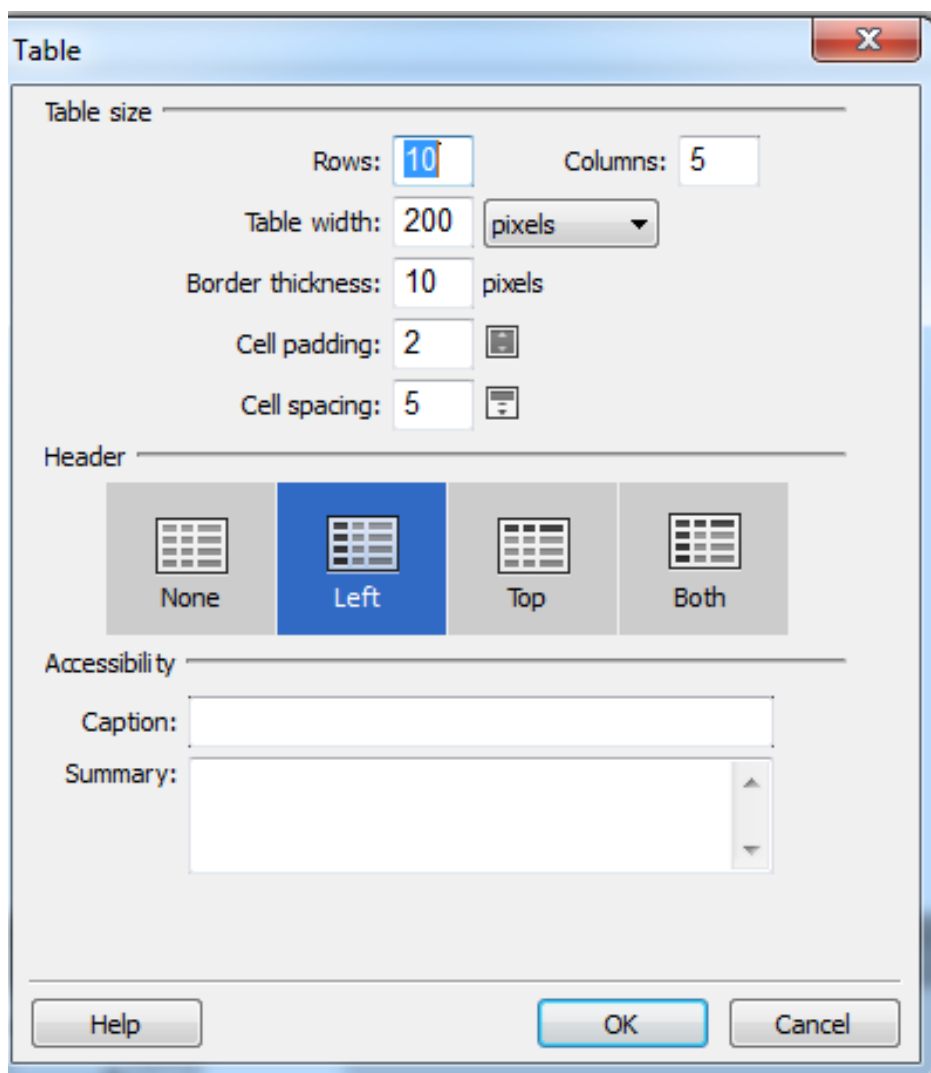 Table
Table size
Rows: 10 Columns: 5
Table width: 200 pixels
Border thickness: 10 pixels
Cell padding: 2
Cell spacing: 5
Header
None Left Top Both
Accessibility
Caption:
Summary:
Help OK Cancel